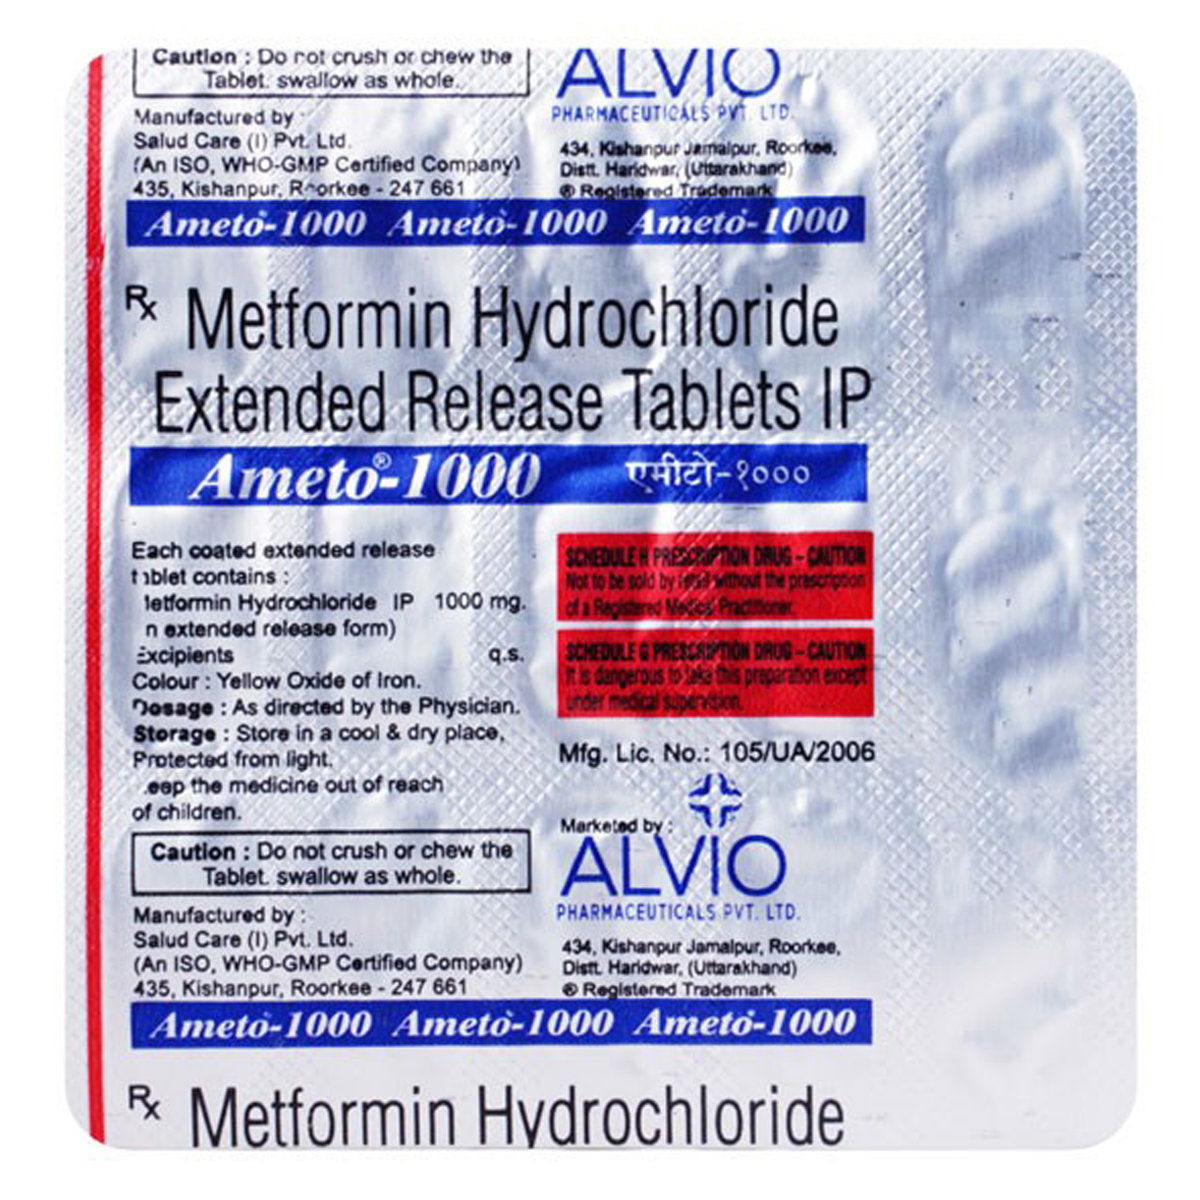 Caution : Do not crush or chew the
Tablet. swallow as whole.
Manufactured by :
Salud Care (I) Pvt. Ltd.
(An ISO, WHO-GMP Certified Company)
435, Kishanpur, Roorkee - 247 661
ALVIO
PHARMACEUTICALS PVT. LTD.
434, Kishanpur Jamalpur, Roorkee,
Distt. Haridwar, (Uttarakhand)
® Registered Trademark
Ameto®-1000 Ameto®-1000 Ameto®-1000
Rx Metformin Hydrochloride
Extended Release Tablets IP
Ameto®-1000 एमीटो-१०००
Each coated extended release
tablet contains :
Metformin Hydrochloride IP 1000 mg.
in extended release form)
Excipients q.s.
Colour : Yellow Oxide of Iron.
Dosage : As directed by the Physician.
Storage : Store in a cool & dry place,
Protected from light.
Keep the medicine out of reach
of children.
SCHEDULE H PRESCRIPTION DRUG – CAUTION
Not to be sold by retail without the prescription
of a Registered Medical Practitioner.
SCHEDULE G PRESCRIPTION DRUG – CAUTION
It is dangerous to take this preparation except
under medical supervision.
Mfg. Lic. No.: 105/UA/2006
Caution : Do not crush or chew the
Tablet. swallow as whole.
Manufactured by :
Salud Care (I) Pvt. Ltd.
(An ISO, WHO-GMP Certified Company)
435, Kishanpur, Roorkee - 247 661
Marketed by :
ALVIO
PHARMACEUTICALS PVT. LTD.
434, Kishanpur Jamalpur, Roorkee,
Distt. Haridwar, (Uttarakhand)
® Registered Trademark
Ameto®-1000 Ameto®-1000 Ameto®-1000
Rx Metformin Hydrochloride